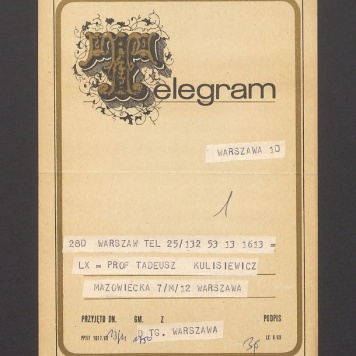 Telegram
WARSZAWA 10
1
280 WARSZAW TEL 25/132 53 13 1613 =
LX = PROF TADEUSZ KULISIEWICZ
MAZOWIECKA 7/M/12 WARSZAWA
PRZYJĘTO DN. GM. Z PODPIS
O TG. WARSZAWA